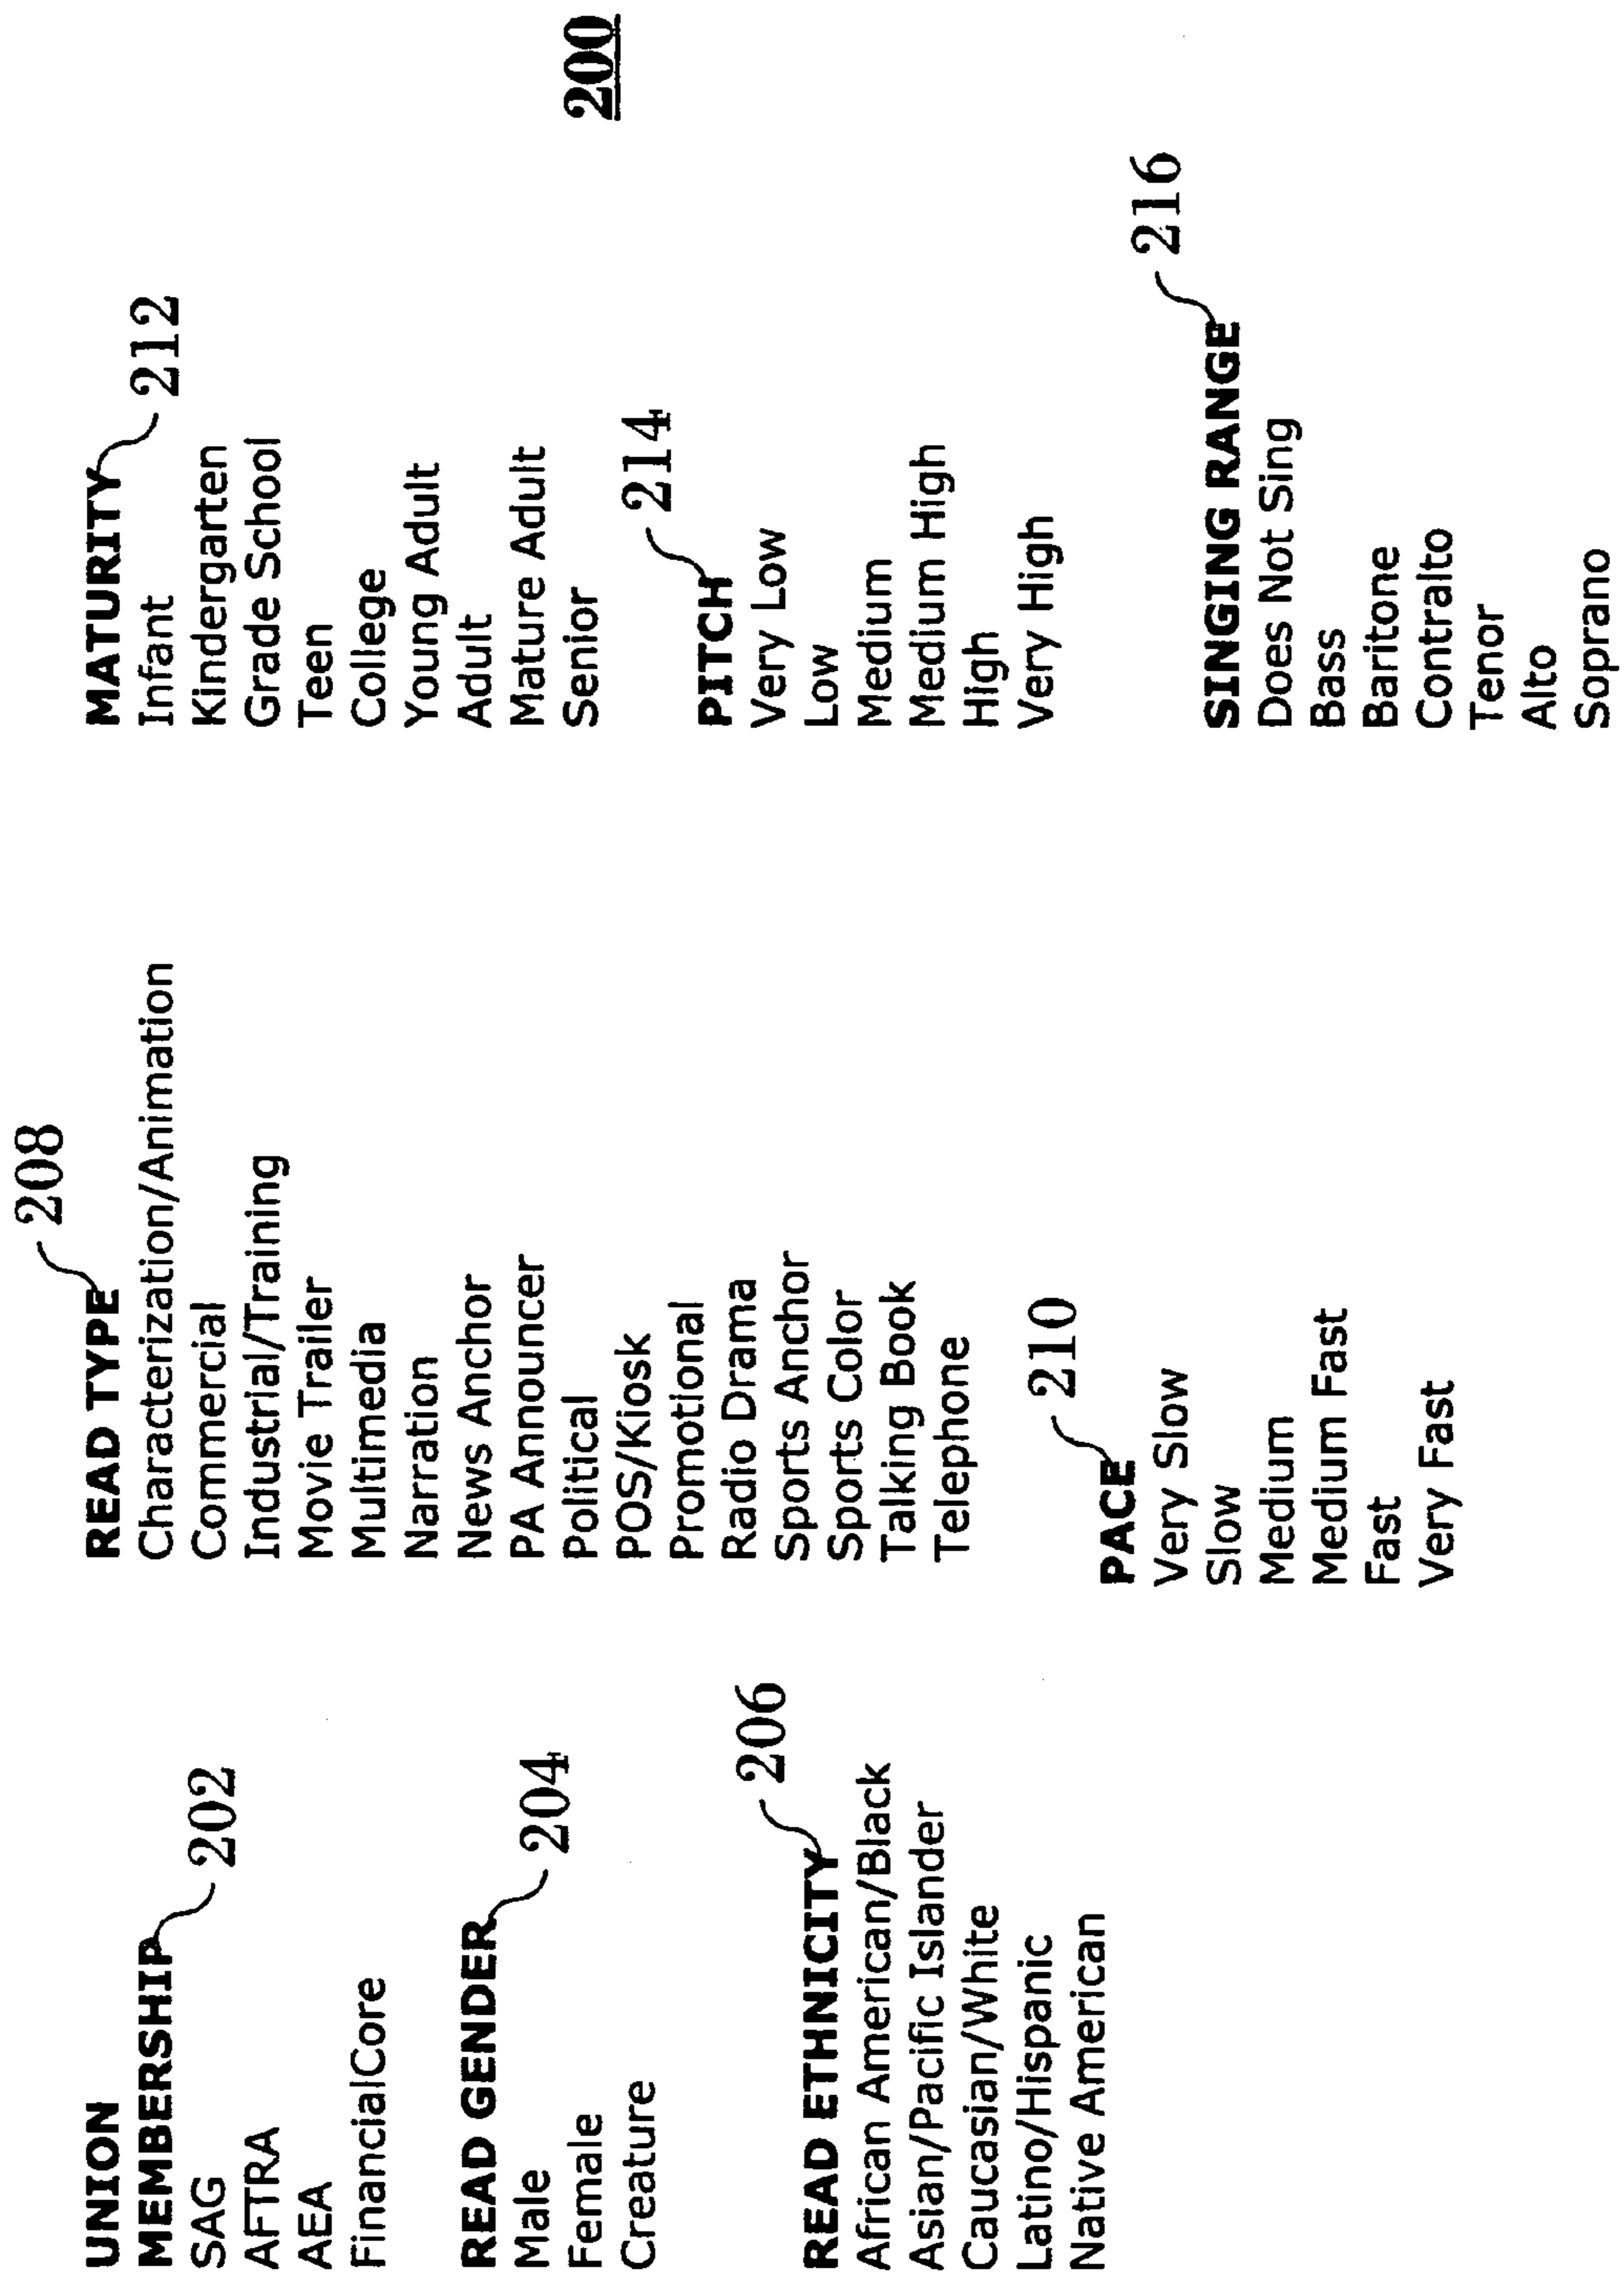 UNION
MEMBERSHIP 202
SAG
AFTRA
AEA
FinancialCore
READ GENDER 204
Male
Female
Creature
READ ETHNICITY 206
African American/Black
Asian/Pacific Islander
Caucasian/White
Latino/Hispanic
Native American
READ TYPE 208
Characterization/Animation
Commercial
Industrial/Training
Movie Trailer
Multimedia
Narration
News Anchor
PA Announcer
Political
POS/Kiosk
Promotional
Radio Drama
Sports Anchor
Sports Color
Talking Book
Telephone
PACE 210
Very Slow
Slow
Medium
Medium Fast
Fast
Very Fast
MATURITY 212
Infant
Kindergarten
Grade School
Teen
College
Young Adult
Adult
Mature Adult
Senior
PITCH 214
Very Low
Low
Medium
Medium High
High
Very High
SINGING RANGE 216
Does Not Sing
Bass
Baritone
Contralto
Tenor
Alto
Soprano
200